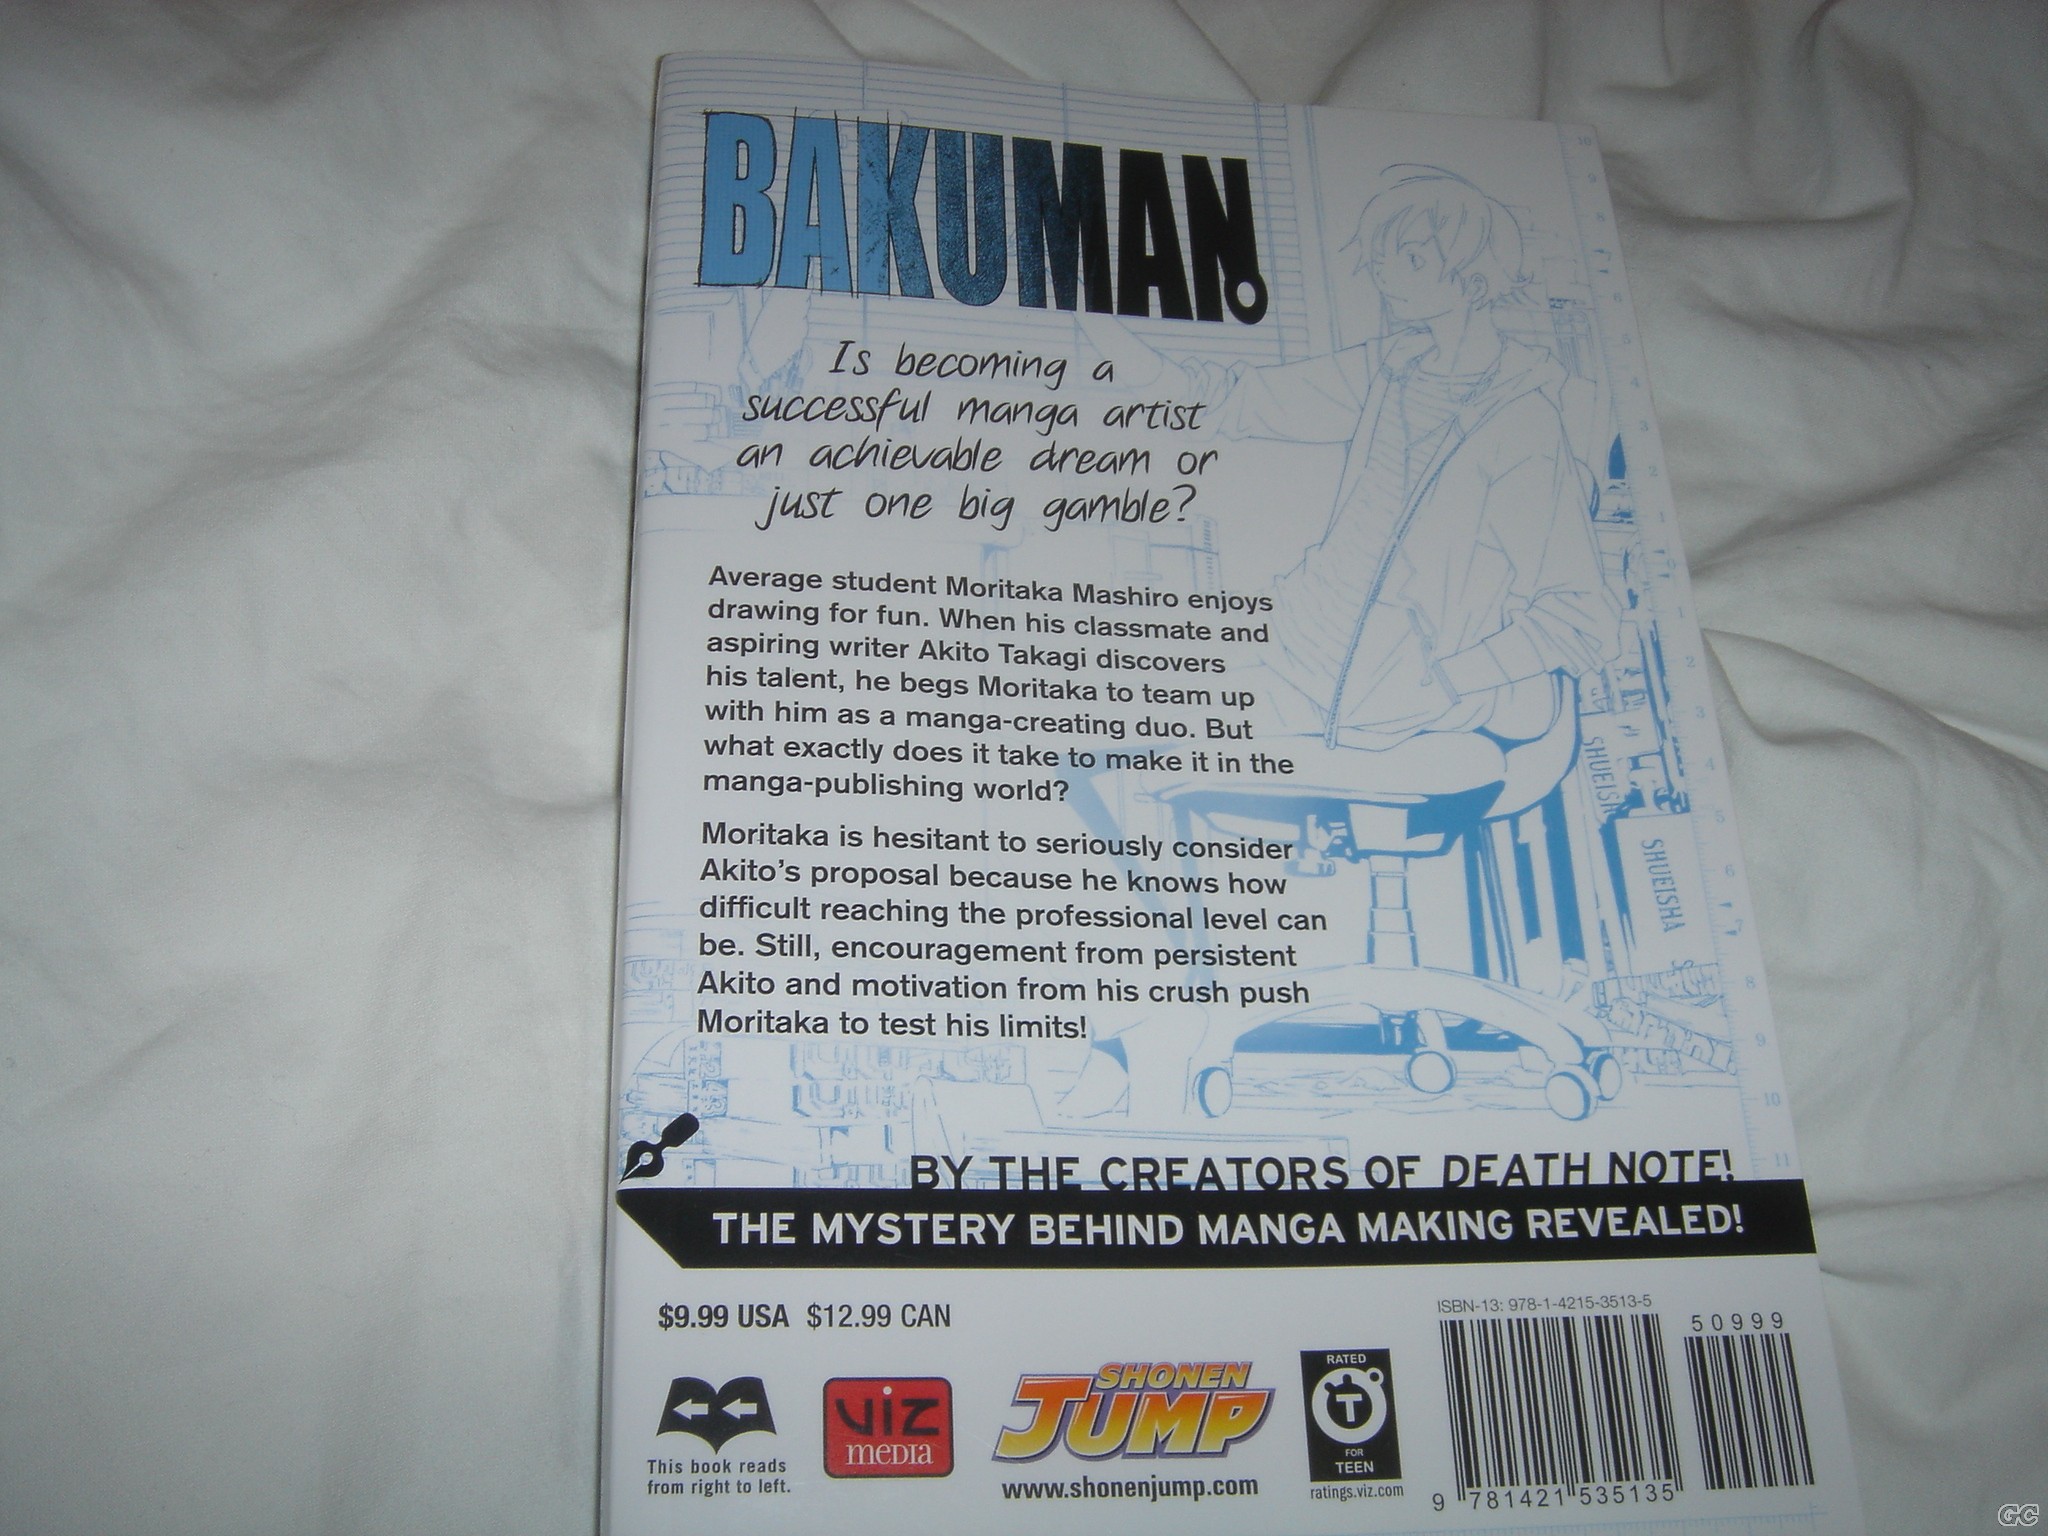 BAKUMAN.
Is becoming a
successful manga artist
an achievable dream or
just one big gamble?
Average student Moritaka Mashiro enjoys
drawing for fun. When his classmate and
aspiring writer Akito Takagi discovers
his talent, he begs Moritaka to team up
with him as a manga-creating duo. But
what exactly does it take to make it in the
manga-publishing world?
Moritaka is hesitant to seriously consider
Akito's proposal because he knows how
difficult reaching the professional level can
be. Still, encouragement from persistent
Akito and motivation from his crush push
Moritaka to test his limits!
SHUEISHA
BY THE CREATORS OF DEATH NOTE!
THE MYSTERY BEHIND MANGA MAKING REVEALED!
$9.99 USA $12.99 CAN
ISBN-13: 978-1-4215-3513-5
50999
This book reads
from right to left.
VIZ
MEDIA
SHONEN
JUMP
www.shonenjump.com
RATED
T
FOR
TEEN
ratings.viz.com
9 781421 535135
GC